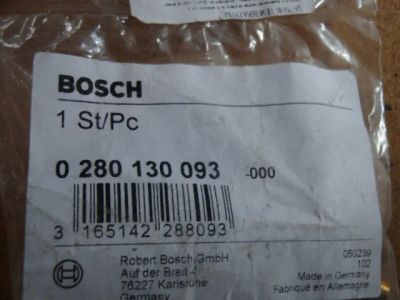 BOSCH
1 St/Pc
0 280 130 093 -000
3 165142 288093
Robert Bosch GmbH
Auf der Breit 4
76227 Karlsruhe
Germany
050239
102
Made in Germany
Fabriqué en Allemagne